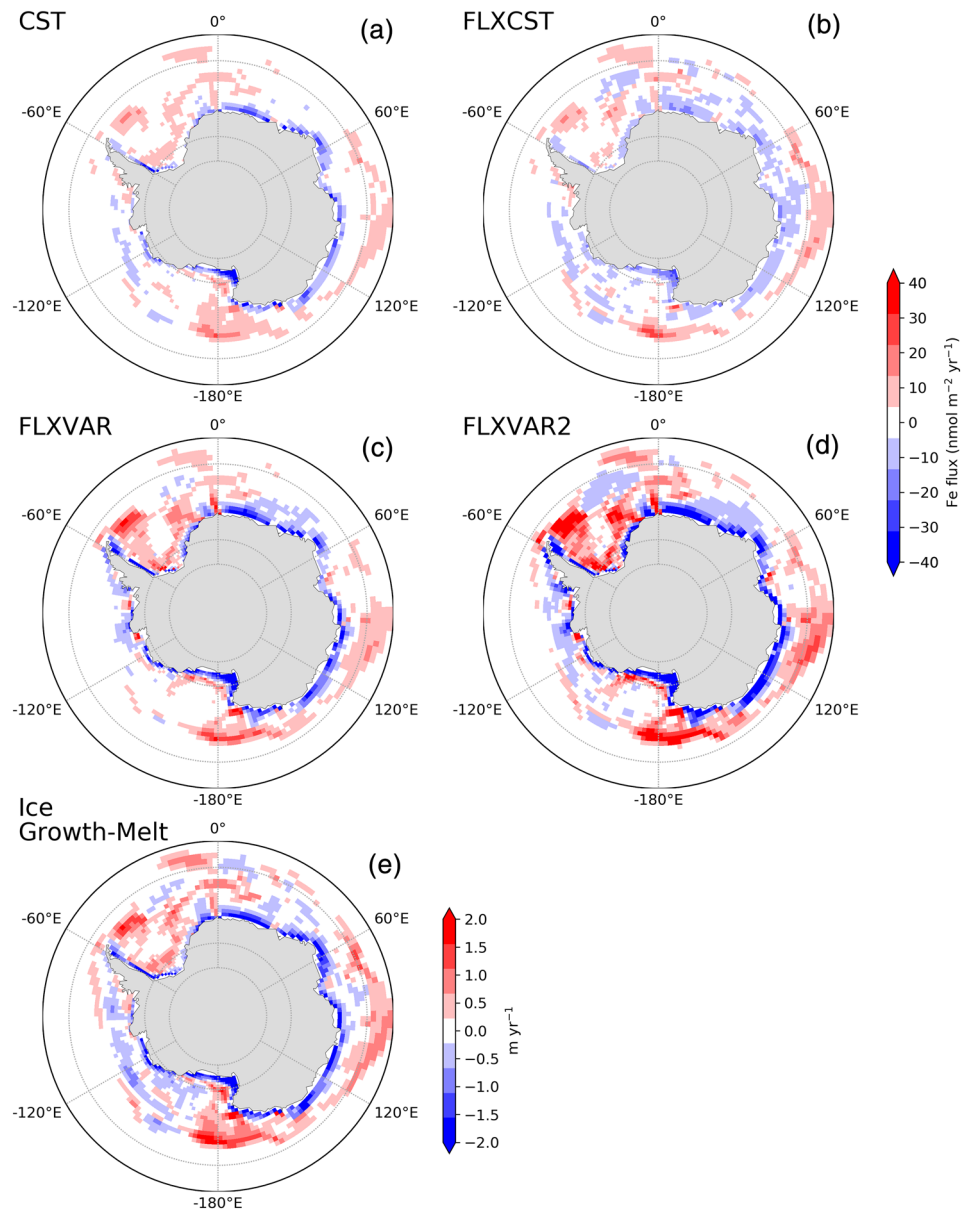 CST
(a)
0°
-60°E
60°E
-120°E
120°E
-180°E
FLXCST
(b)
0°
-60°E
60°E
-120°E
120°E
-180°E
40
30
20
10
0
−10
−20
−30
−40
Fe flux (nmol m⁻² yr⁻¹)
FLXVAR
(c)
0°
-60°E
60°E
-120°E
120°E
-180°E
FLXVAR2
(d)
0°
-60°E
60°E
-120°E
120°E
-180°E
Ice
Growth-Melt
(e)
0°
-60°E
60°E
-120°E
120°E
-180°E
2.0
1.5
1.0
0.5
0.0
−0.5
−1.0
−1.5
−2.0
m yr⁻¹